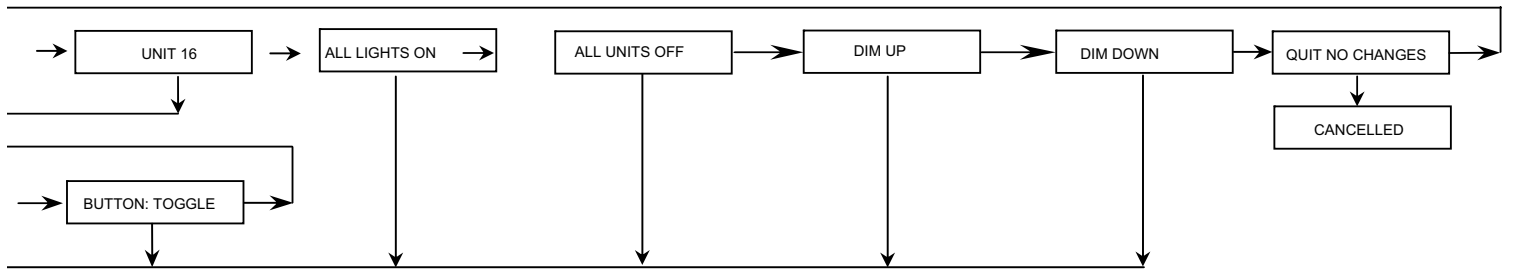 UNIT 16
ALL LIGHTS ON
ALL UNITS OFF
DIM UP
DIM DOWN
QUIT NO CHANGES
CANCELLED
BUTTON: TOGGLE